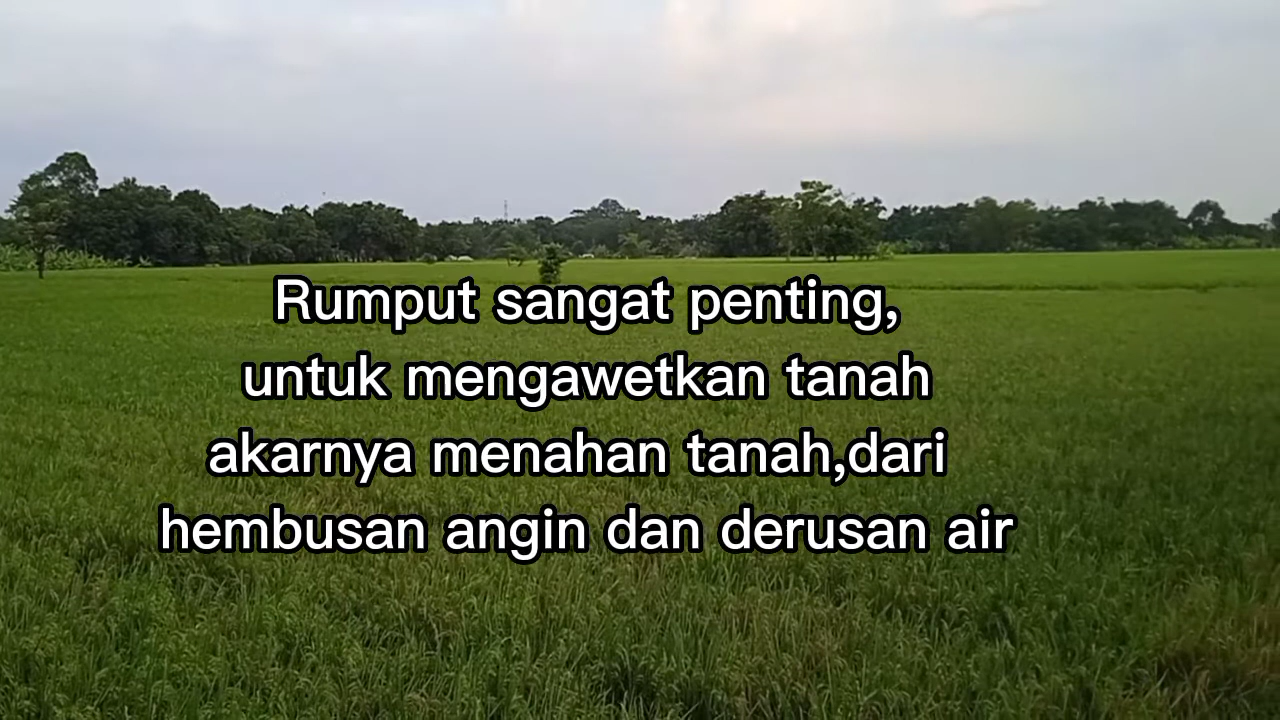 Rumput sangat penting,
untuk mengawetkan tanah
akarnya menahan tanah,dari
hembusan angin dan derusan air